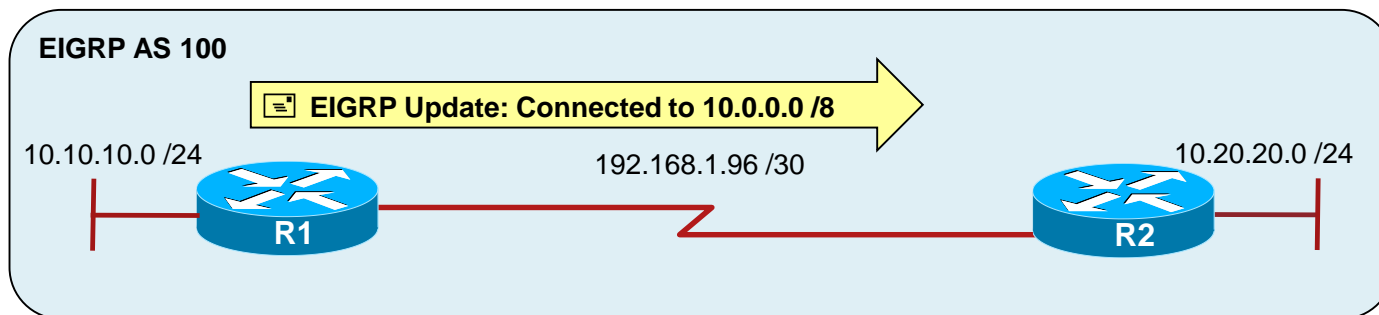 EIGRP AS 100
EIGRP Update: Connected to 10.0.0.0 /8
10.10.10.0 /24
192.168.1.96 /30
10.20.20.0 /24
R1
R2